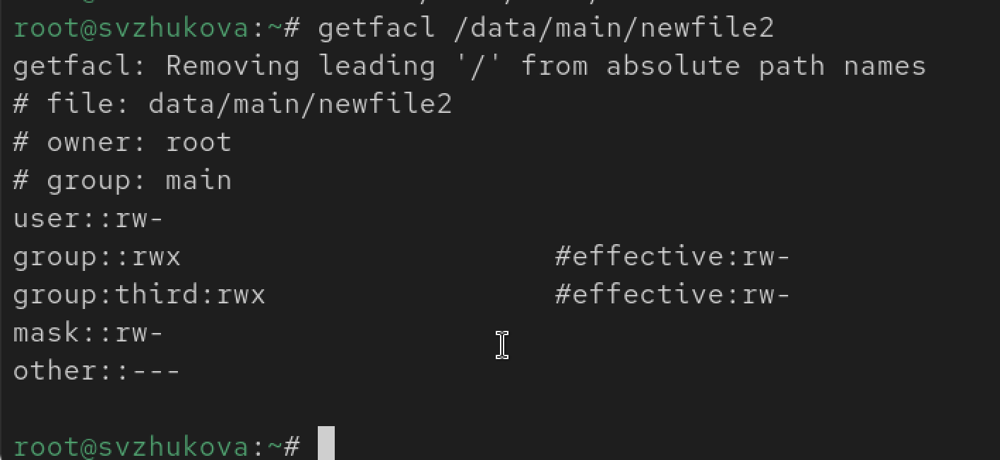 root@svzhukova:~# getfacl /data/main/newfile2
getfacl: Removing leading '/' from absolute path names
# file: data/main/newfile2
# owner: root
# group: main
user::rw-
group::rwx                      #effective:rw-
group:third:rwx                 #effective:rw-
mask::rw-
other::---
root@svzhukova:~#